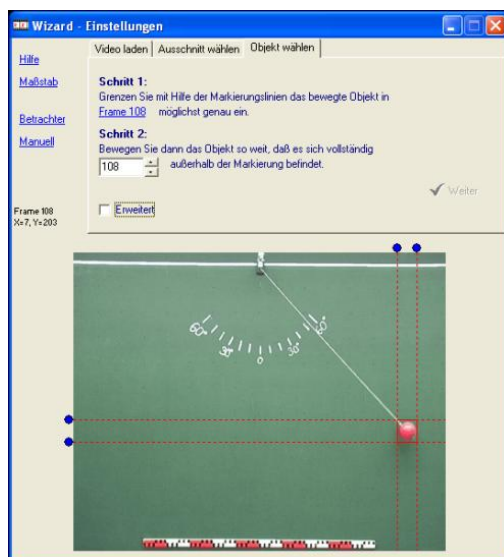 Wizard - Einstellungen
Video laden
Ausschnitt wählen
Objekt wählen
Hilfe
Maßstab
Betrachter
Manuell
Schritt 1:
Grenzen Sie mit Hilfe der Markierungslinien das bewegte Objekt in
Frame 108 möglichst genau ein.
Schritt 2:
Bewegen Sie dann das Objekt so weit, daß es sich vollständig
108 außerhalb der Markierung befindet.
Weiter
Erweitert
Frame 108
X=7, Y=203
60° 30° 0 30° 60°